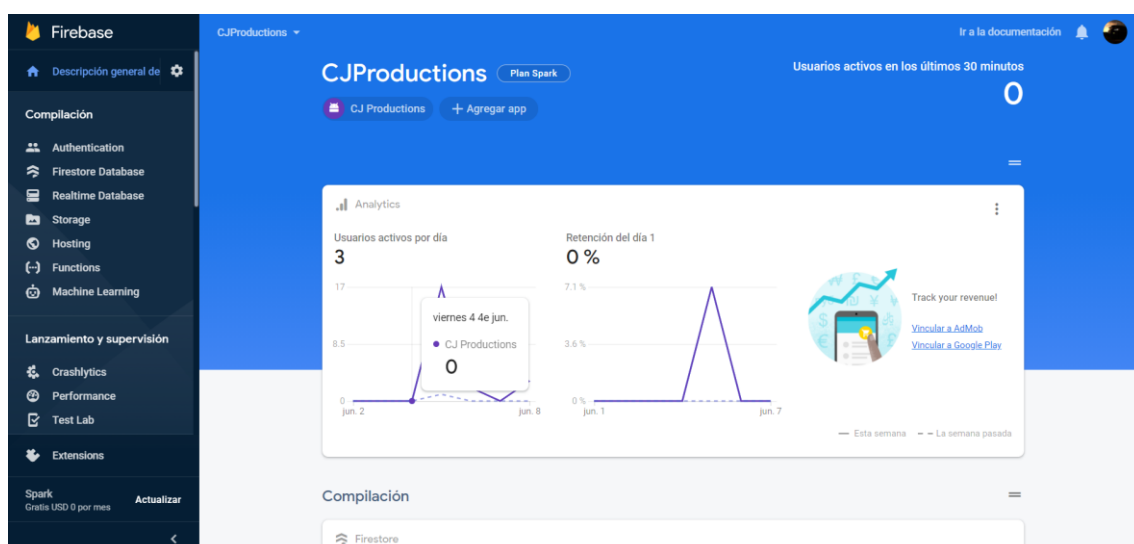 Firebase
Descripción general de
Compilación
Authentication
Firestore Database
Realtime Database
Storage
Hosting
Functions
Machine Learning
Lanzamiento y supervisión
Crashlytics
Performance
Test Lab
Extensions
Spark
Gratis USD 0 por mes
Actualizar
CJProductions
Ir a la documentación
CJProductions
Plan Spark
CJ Productions
+ Agregar app
Usuarios activos en los últimos 30 minutos
0
Analytics
Usuarios activos por día
3
17
8.5
0
jun. 2
jun. 8
viernes 4 4e jun.
CJ Productions
0
Retención del día 1
0 %
7.1 %
3.6 %
0 %
jun. 1
jun. 7
Track your revenue!
Vincular a AdMob
Vincular a Google Play
Esta semana
La semana pasada
Compilación
Firestore